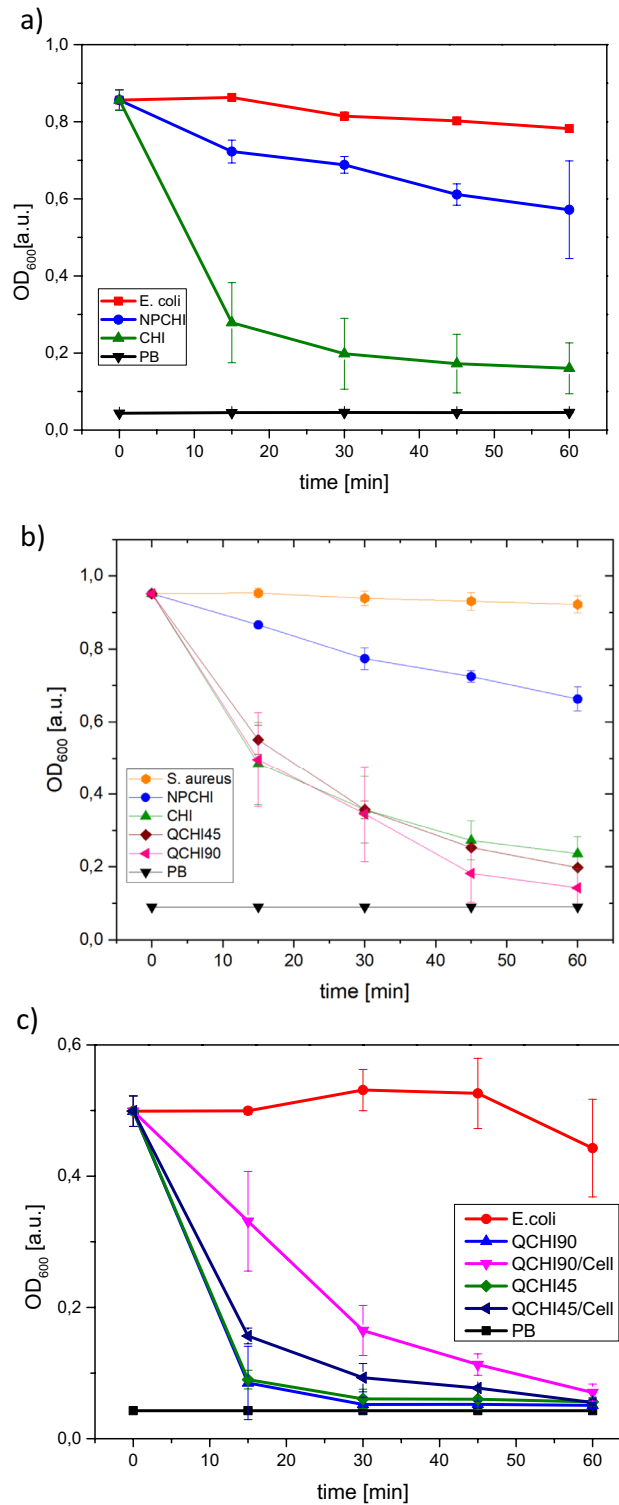 a)
1,0
0,8
0,6
0,4
0,2
0,0
OD600[a.u.]
E. coli
NPCHI
CHI
PB
0 10 20 30 40 50 60
time [min]
b)
1,0
0,8
0,6
0,4
0,2
0,0
OD600 [a.u.]
S. aureus
NPCHI
CHI
QCHI45
QCHI90
PB
0 10 20 30 40 50 60
time [min]
c)
0,6
0,4
0,2
0,0
OD600 [a.u.]
E.coli
QCHI90
QCHI90/Cell
QCHI45
QCHI45/Cell
PB
0 10 20 30 40 50 60
time [min]